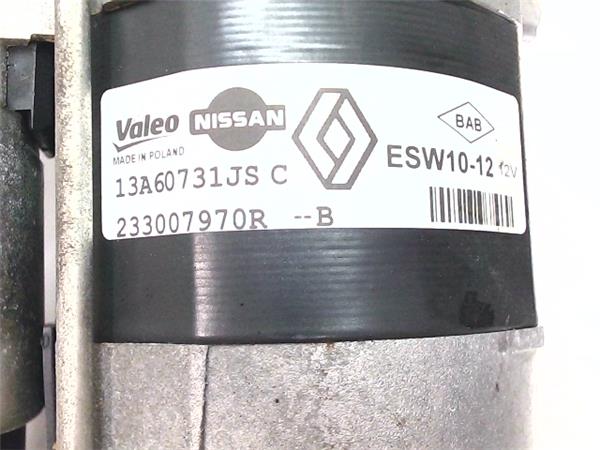 Valeo NISSAN BAB
MADE IN POLAND
ESW10-12 12V
13A60731JS C
233007970R --B